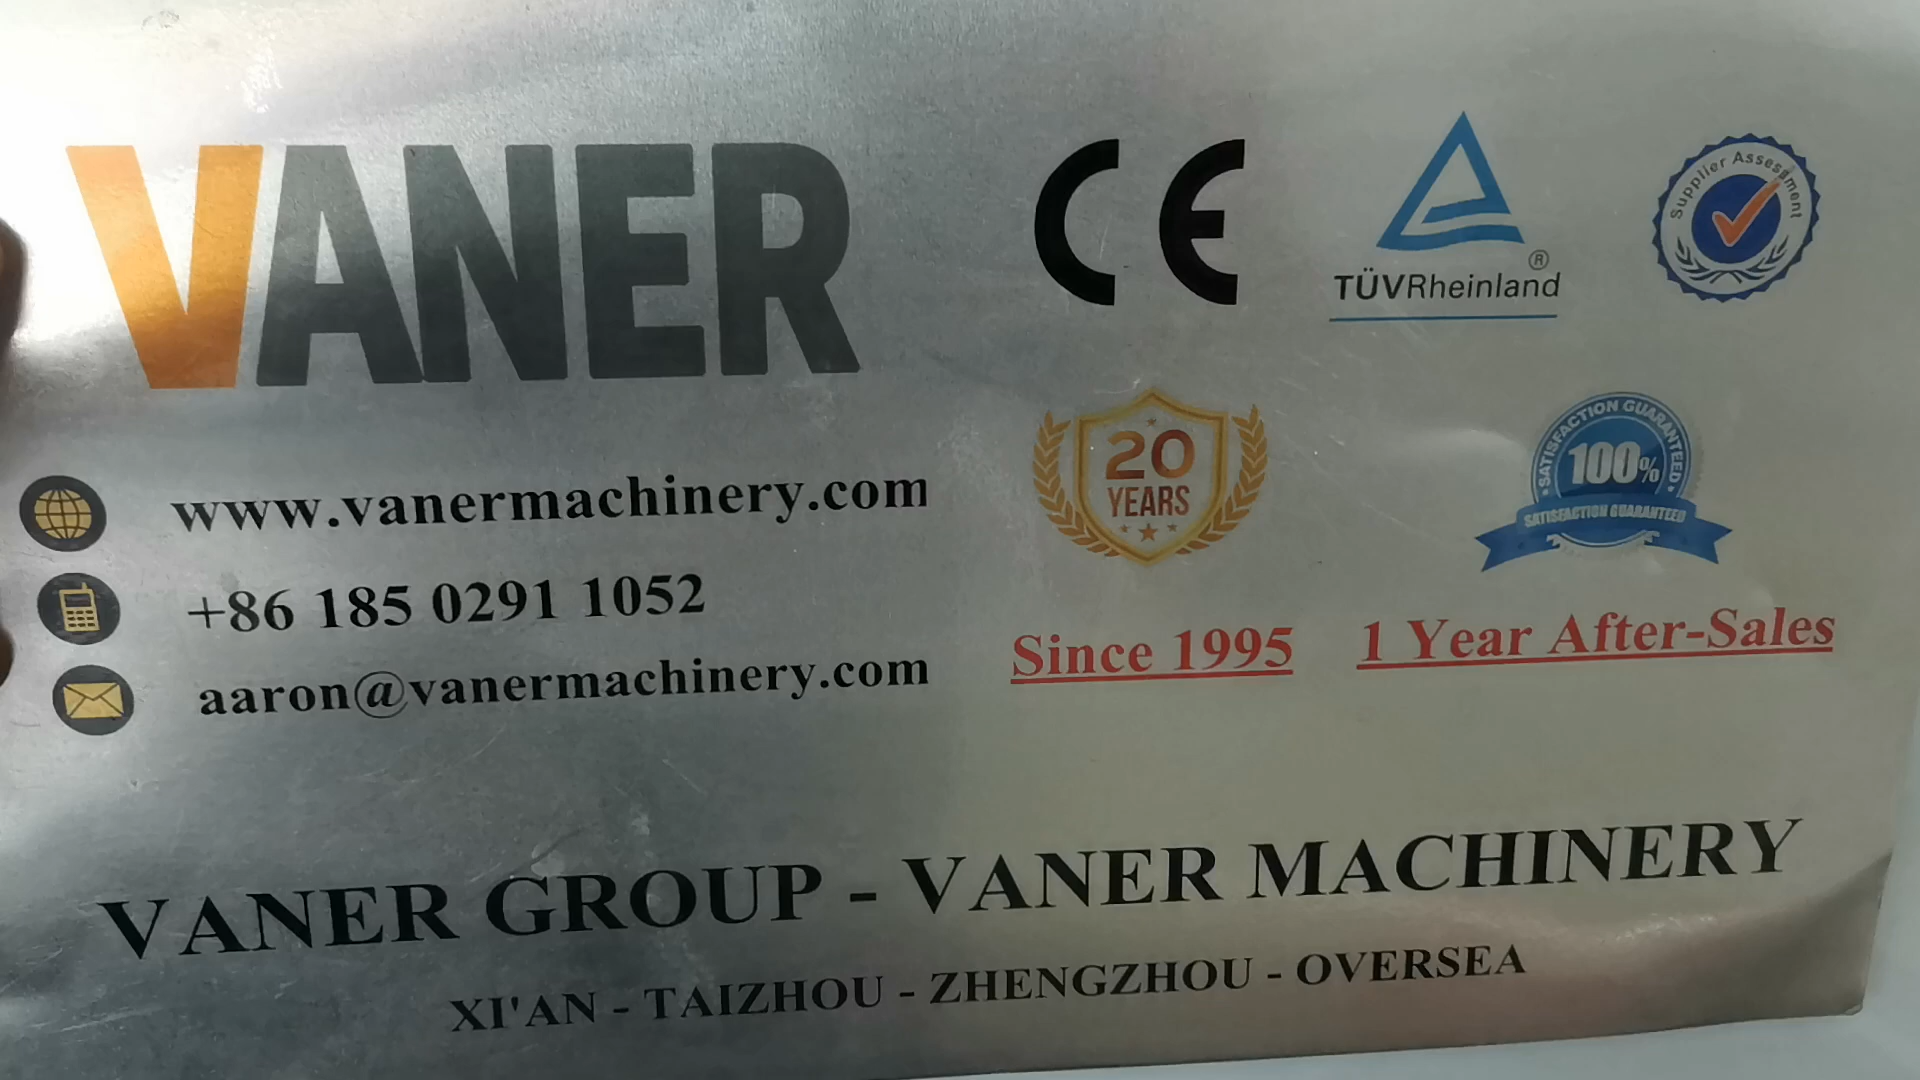 VANER
CE
TÜVRheinland
®
Supplier Assessment
www.vanermachinery.com
+86 185 0291 1052
aaron@vanermachinery.com
20
YEARS
SATISFACTION GUARANTEED
100%
SATISFACTION GUARANTEED
Since 1995
1 Year After-Sales
VANER GROUP - VANER MACHINERY
XI'AN - TAIZHOU - ZHENGZHOU - OVERSEA